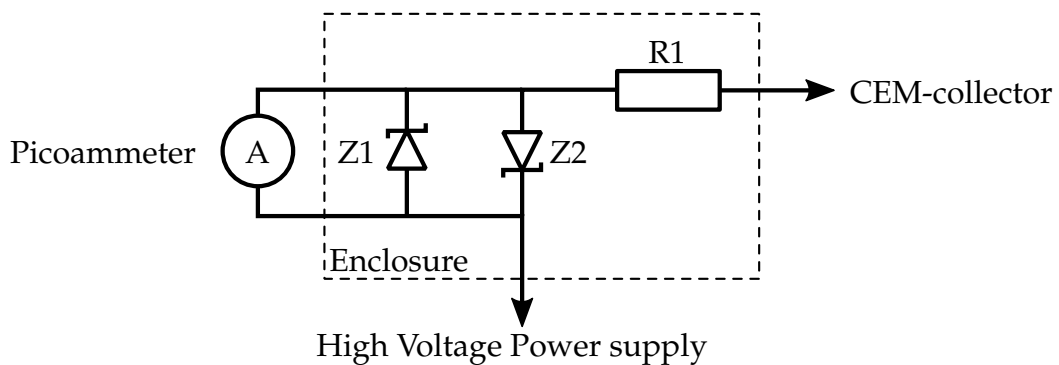 R1
CEM-collector
Picoammeter
A
Z1
Z2
Enclosure
High Voltage Power supply